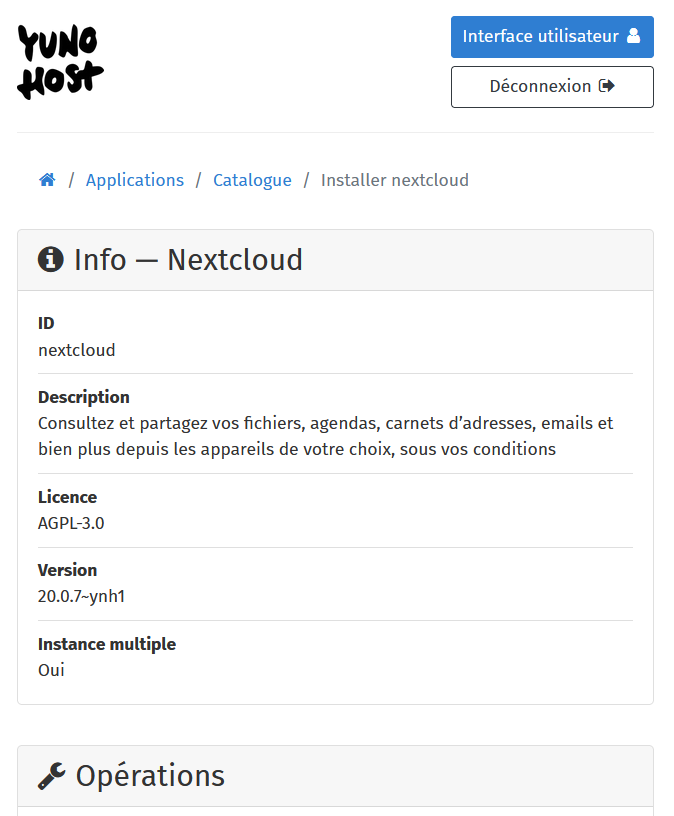 YUNO
HOST
Interface utilisateur
Déconnexion
/ Applications / Catalogue / Installer nextcloud
Info — Nextcloud
ID
nextcloud
Description
Consultez et partagez vos fichiers, agendas, carnets d’adresses, emails et
bien plus depuis les appareils de votre choix, sous vos conditions
Licence
AGPL-3.0
Version
20.0.7~ynh1
Instance multiple
Oui
Opérations